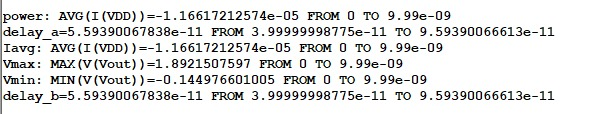 power: AVG(I(VDD))=-1.16617212574e-05 FROM 0 TO 9.99e-09
delay_a=5.59390067838e-11 FROM 3.99999998775e-11 TO 9.59390066613e-11
Iavg: AVG(I(VDD))=-1.16617212574e-05 FROM 0 TO 9.99e-09
Vmax: MAX(V(Vout))=1.8921507597 FROM 0 TO 9.99e-09
Vmin: MIN(V(Vout))=-0.144976601005 FROM 0 TO 9.99e-09
delay_b=5.59390067838e-11 FROM 3.99999998775e-11 TO 9.59390066613e-11